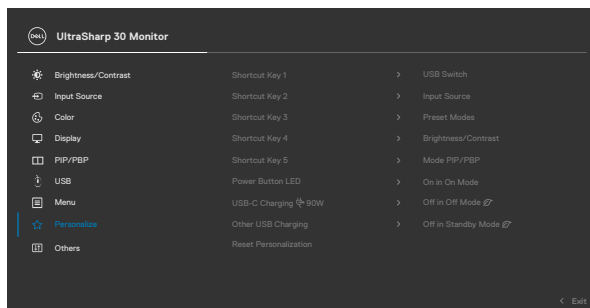 DELL
UltraSharp 30 Monitor
Brightness/Contrast Shortcut Key 1 > USB Switch
Input Source Shortcut Key 2 > Input Source
Color Shortcut Key 3 > Preset Modes
Display Shortcut Key 4 > Brightness/Contrast
PIP/PBP Shortcut Key 5 > Mode PIP/PBP
USB Power Button LED > On in On Mode
Menu USB-C Charging 90W > Off in Off Mode
Personalize Other USB Charging > Off in Standby Mode
Others Reset Personalization
< Exit